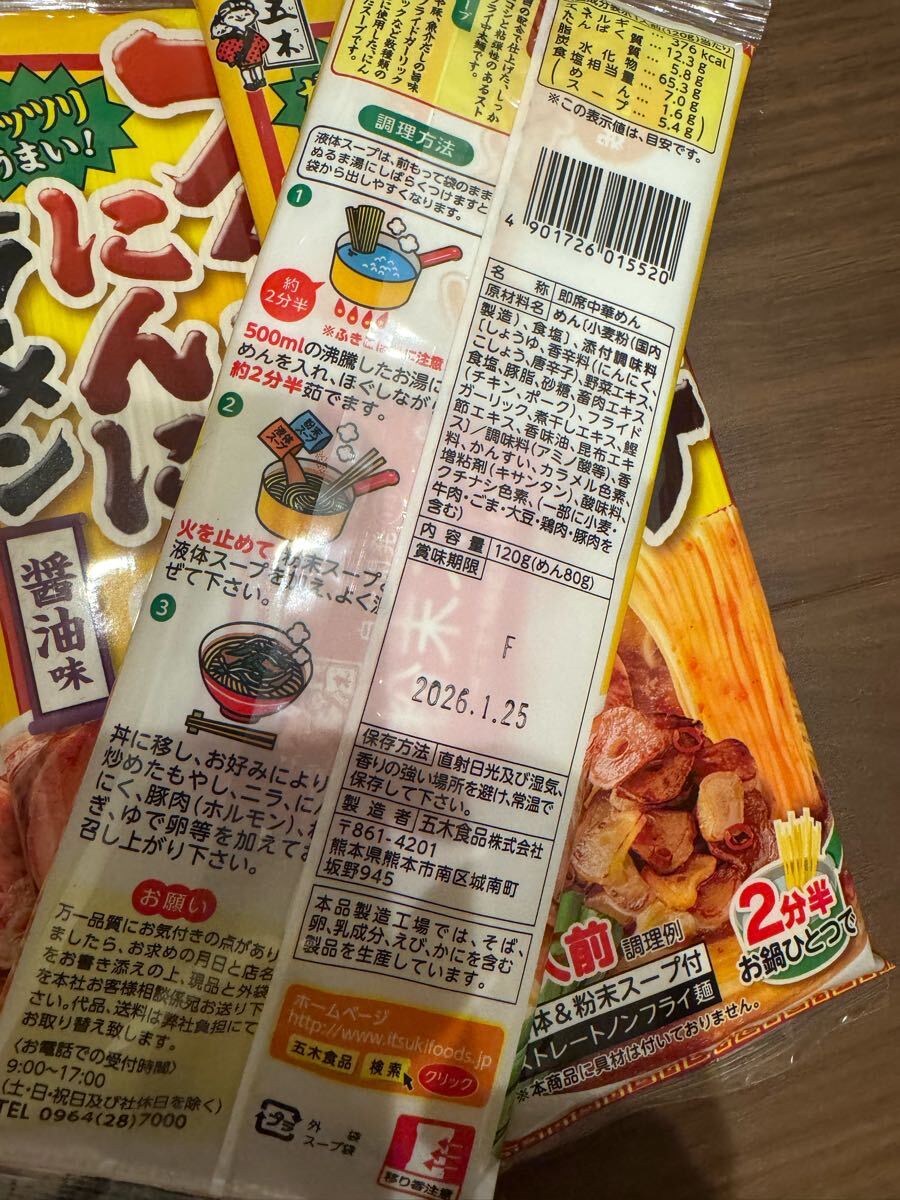 五木
ガッツリ
うまい!
にんにく
醤油味
調理方法
液体スープは、前もって袋のまま
ぬるま湯にしばらくつけますと
袋から出しやすくなります。
1
約
2分半
500mlの沸騰したお湯に
めんを入れ、ほぐしなが
約2分半茹でます。
2
液体スープ
粉末スープ
火を止めて
液体スープを
ぜて下さい。
3
丼に移し、お好みにより
炒めたもやし、ニラ、に
にく、豚肉(ホルモン)、
ぎ、ゆで卵等を加えてお
召し上がり下さい。
お願い
万一品質にお気付きの点があり
ましたら、お求めの月日と店名
をお書き添えの上、現品と外袋
を本社お客様相談係宛お送り下
さい。代品、送料は弊社負担にて
お取り替え致します。
〈お電話での受付時間〉
9:00~17:00
(土・日・祝日及び社休日を除く)
TEL 0964(28)7000
376 kcal
12.3 g
5.8 g
69.0 g
1.6 g
5.4 g)
※この表示値は、目安です。
4 901726 015520
名 称 即席中華めん
原材料名 めん〔小麦粉(国内
製造)、食塩〕、添付調味料
〔しょうゆ、香辛料(にんにく、
こしょう、唐辛子)、野菜エキス、
食塩、豚脂、砂糖、畜肉エキス
(チキン、ポーク)、フライド
ガーリック、煮干しエキス、鰹
節エキス、香味油、昆布エキ
ス〕/調味料(アミノ酸等)、香
料、かんすい、カラメル色素、
増粘剤(キサンタン)、酸味料、
クチナシ色素、(一部に小麦・
牛肉・ごま・大豆・鶏肉・豚肉を
含む)
内 容 量 120g(めん80g)
賞味期限
F
2026.1.25
保存方法 直射日光及び湿気、
香りの強い場所を避け、常温で
保存して下さい。
製 造 者 五木食品株式会社
〒861-4201
熊本県熊本市南区城南町
坂野945
本品製造工場では、そば、
卵、乳成分、えび、かにを含む
製品を生産しています。
ホームページ
http://www.itsukifoods.jp
五木食品 検索
クリック
プラ
外 袋
スープ袋
移り香注意
人前 調理例
体&粉末スープ付
ストレートノンフライ麺
※本商品に具材は付いておりません。
2分半
お鍋ひとつで